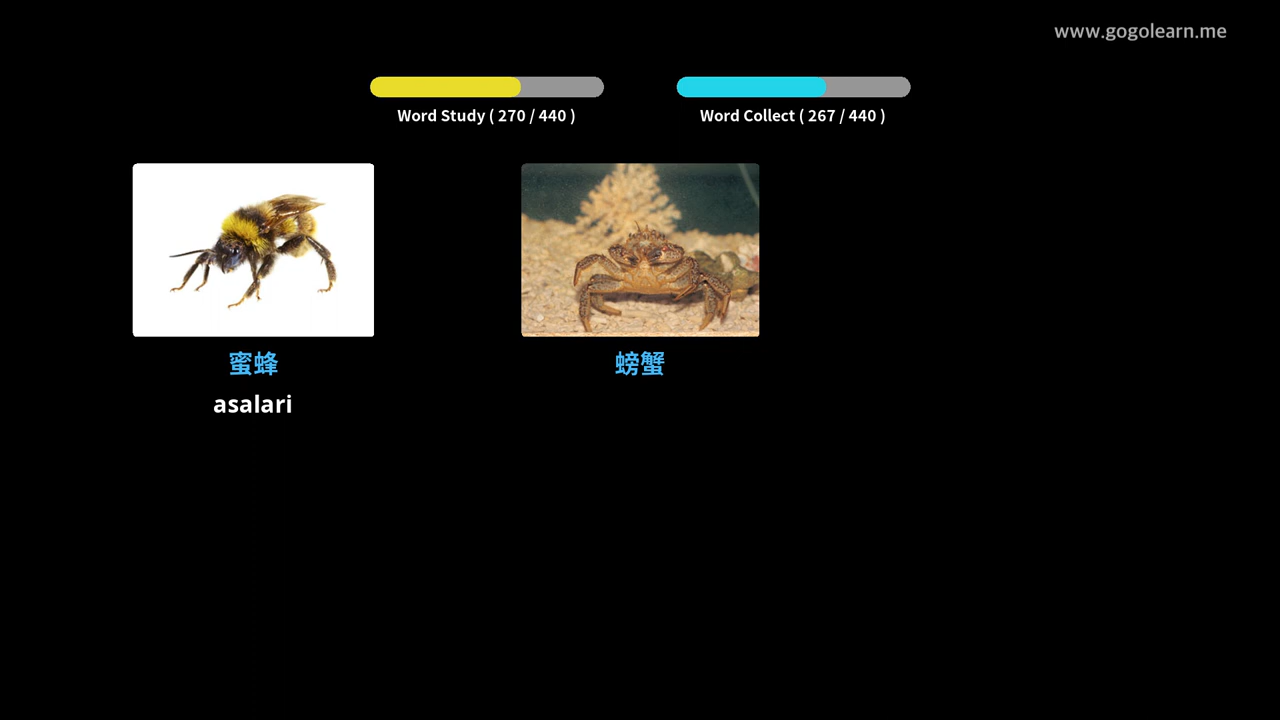 www.gogolearn.me
Word Study ( 270 / 440 )
Word Collect ( 267 / 440 )
蜜蜂
螃蟹
asalari